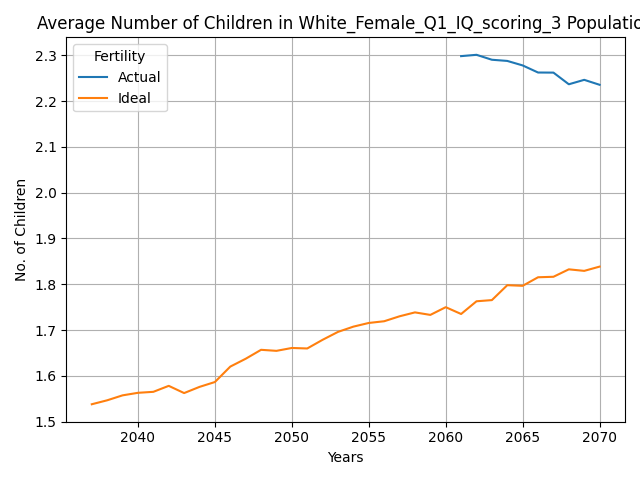 Average Number of Children in White_Female_Q1_IQ_scoring_3 Populatio
Fertility
Actual
Ideal
2.3
2.2
2.1
2.0
1.9
1.8
1.7
1.6
1.5
No. of Children
2040 2045 2050 2055 2060 2065 2070
Years